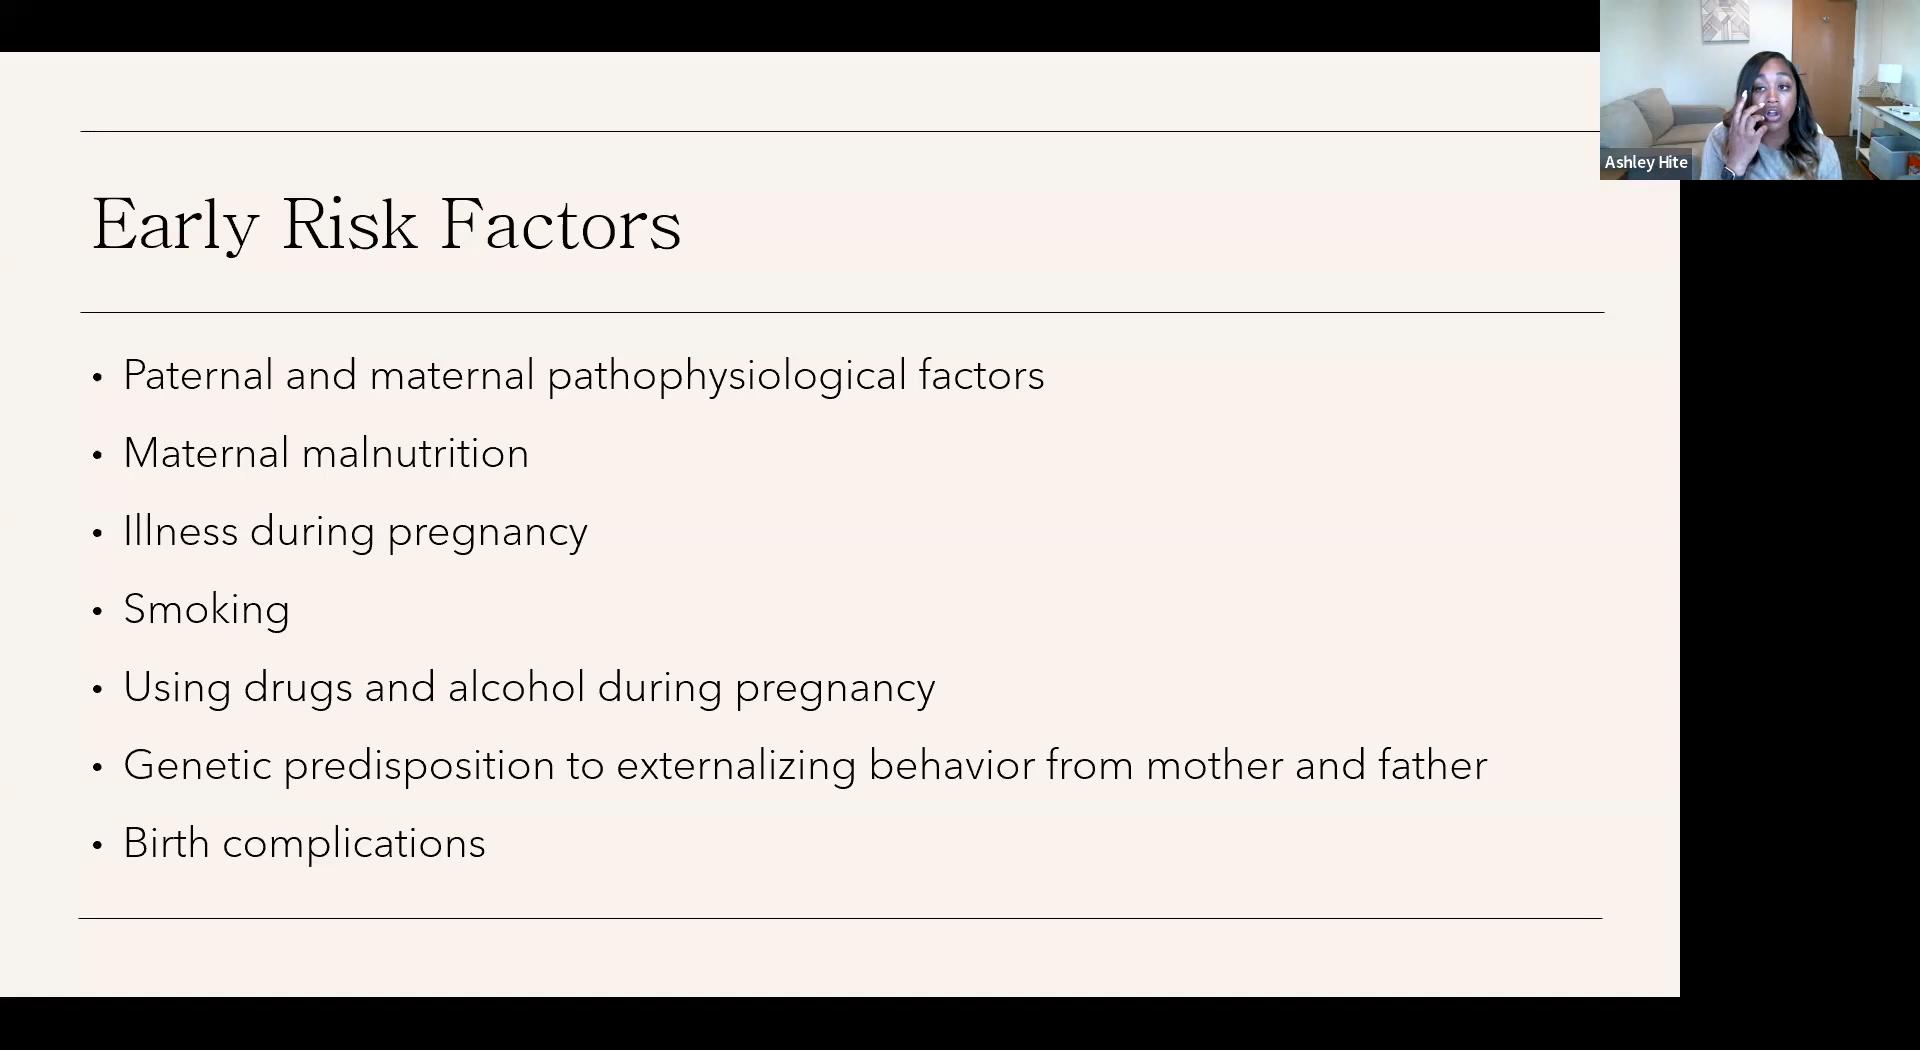 Early Risk Factors
• Paternal and maternal pathophysiological factors
• Maternal malnutrition
• Illness during pregnancy
• Smoking
• Using drugs and alcohol during pregnancy
• Genetic predisposition to externalizing behavior from mother and father
• Birth complications
Ashley Hite